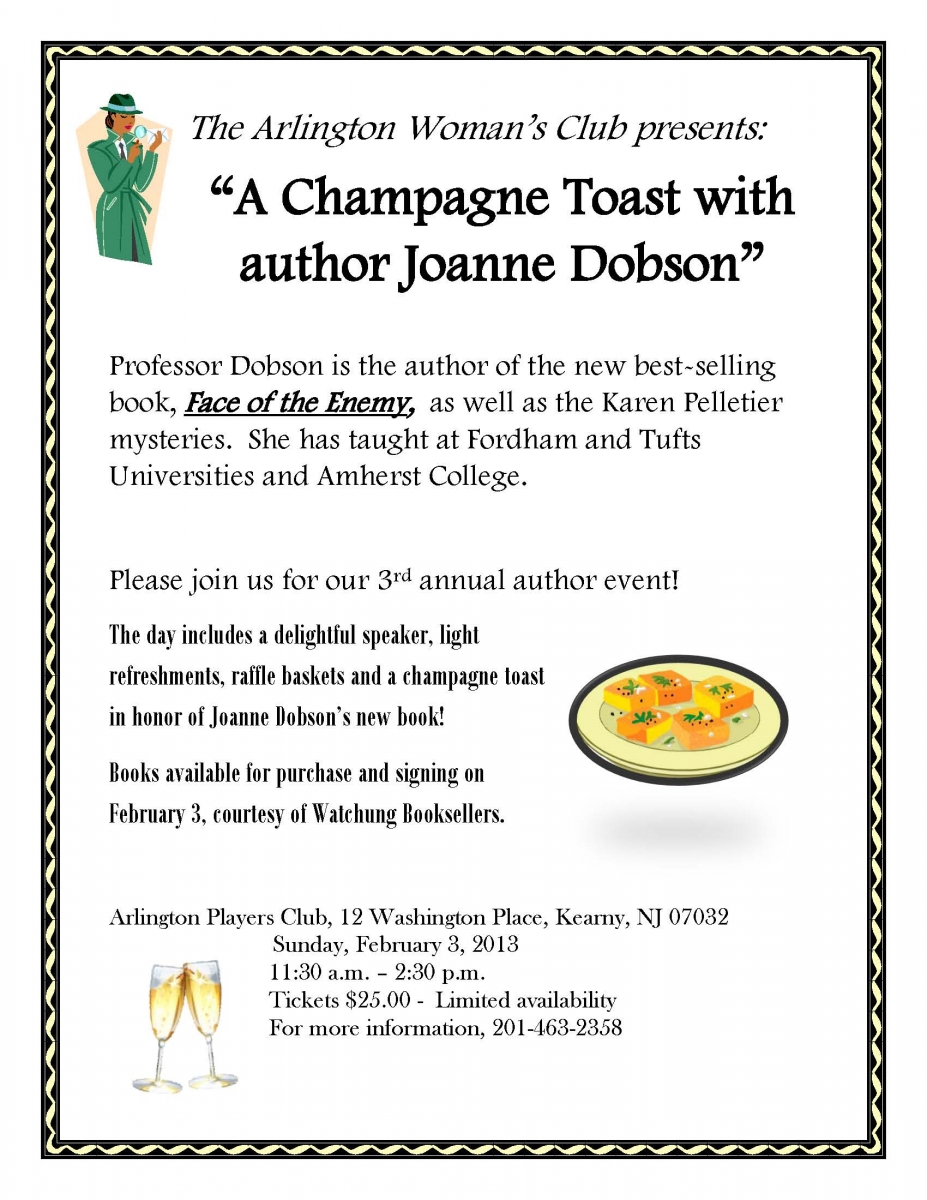 The Arlington Woman's Club presents:
“A Champagne Toast with
author Joanne Dobson”
Professor Dobson is the author of the new best-selling
book, Face of the Enemy, as well as the Karen Pelletier
mysteries. She has taught at Fordham and Tufts
Universities and Amherst College.
Please join us for our 3rd annual author event!
The day includes a delightful speaker, light
refreshments, raffle baskets and a champagne toast
in honor of Joanne Dobson's new book!
Books available for purchase and signing on
February 3, courtesy of Watchung Booksellers.
Arlington Players Club, 12 Washington Place, Kearny, NJ 07032
Sunday, February 3, 2013
11:30 a.m. – 2:30 p.m.
Tickets $25.00 - Limited availability
For more information, 201-463-2358